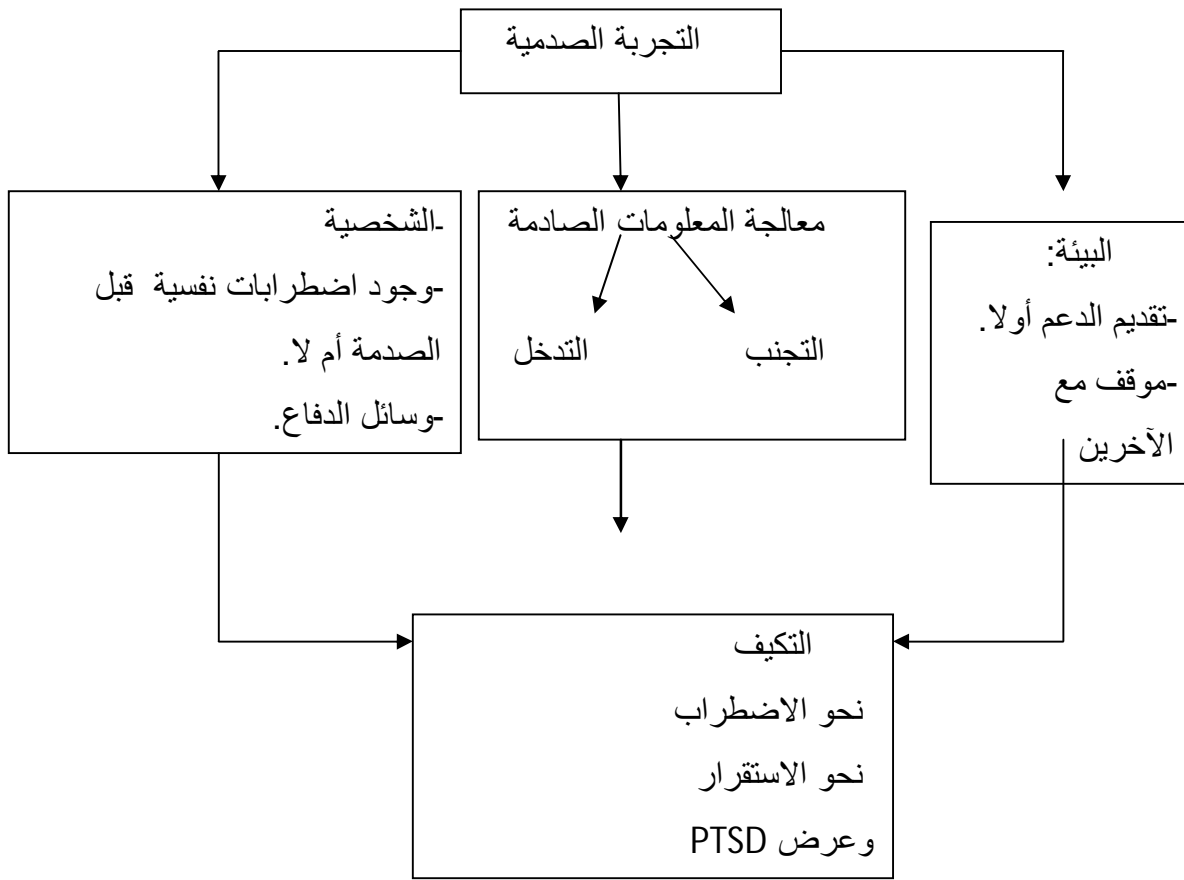 التجربة الصدمية
البيئة:
-تقديم الدعم أولا.
-موقف مع
الآخرين
معالجة المعلومات الصادمة
التجنب
التدخل
-الشخصية
-وجود اضطرابات نفسية قبل
الصدمة أم لا.
-وسائل الدفاع.
التكيف
نحو الاضطراب
نحو الاستقرار
وعرض PTSD